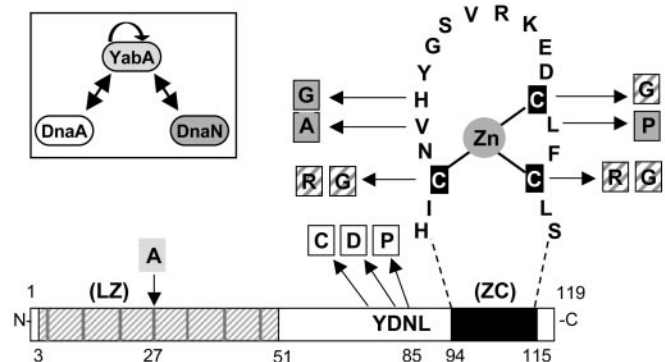 YabA
DnaA DnaN
S V R K
G E
Y D
G H C G
A V Zn L P
N F
R G C C R G
I L
H S
C D P
A
1 (LZ) (ZC) 119
N- YDNL -C
3 27 51 85 94 115